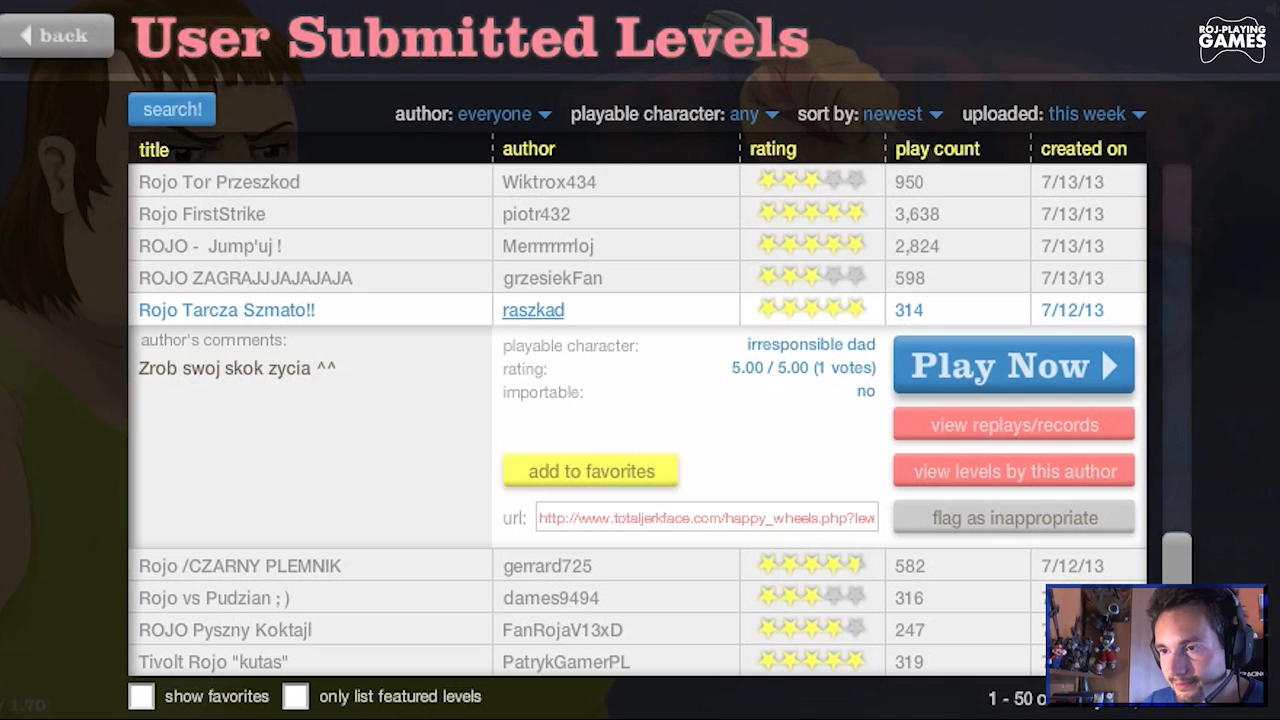 back
User Submitted Levels
ROJ-PLAYING
GAMES
search!
author: everyone playable character: any sort by: newest uploaded: this week
title author rating play count created on
Rojo Tor Przeszkod Wiktrox434 950 7/13/13
Rojo FirstStrike piotr432 3,638 7/13/13
ROJO - Jump'uj ! Merrrrrrrloj 2,824 7/13/13
ROJO ZAGRAJJJAJAJAJA grzesiekFan 598 7/13/13
Rojo Tarcza Szmato!! raszkad 314 7/12/13
author's comments:
Zrob swoj skok zycia ^^
playable character: irresponsible dad
rating: 5.00 / 5.00 (1 votes)
importable: no
Play Now
view replays/records
add to favorites
view levels by this author
url: http://www.totaljerkface.com/happy_wheels.php?leve
flag as inappropriate
Rojo /CZARNY PLEMNIK gerrard725 582 7/12/13
Rojo vs Pudzian ; ) dames9494 316
ROJO Pyszny Koktajl FanRojaV13xD 247
Tivolt Rojo "kutas" PatrykGamerPL 319
show favorites only list featured levels
1 - 50
1.70